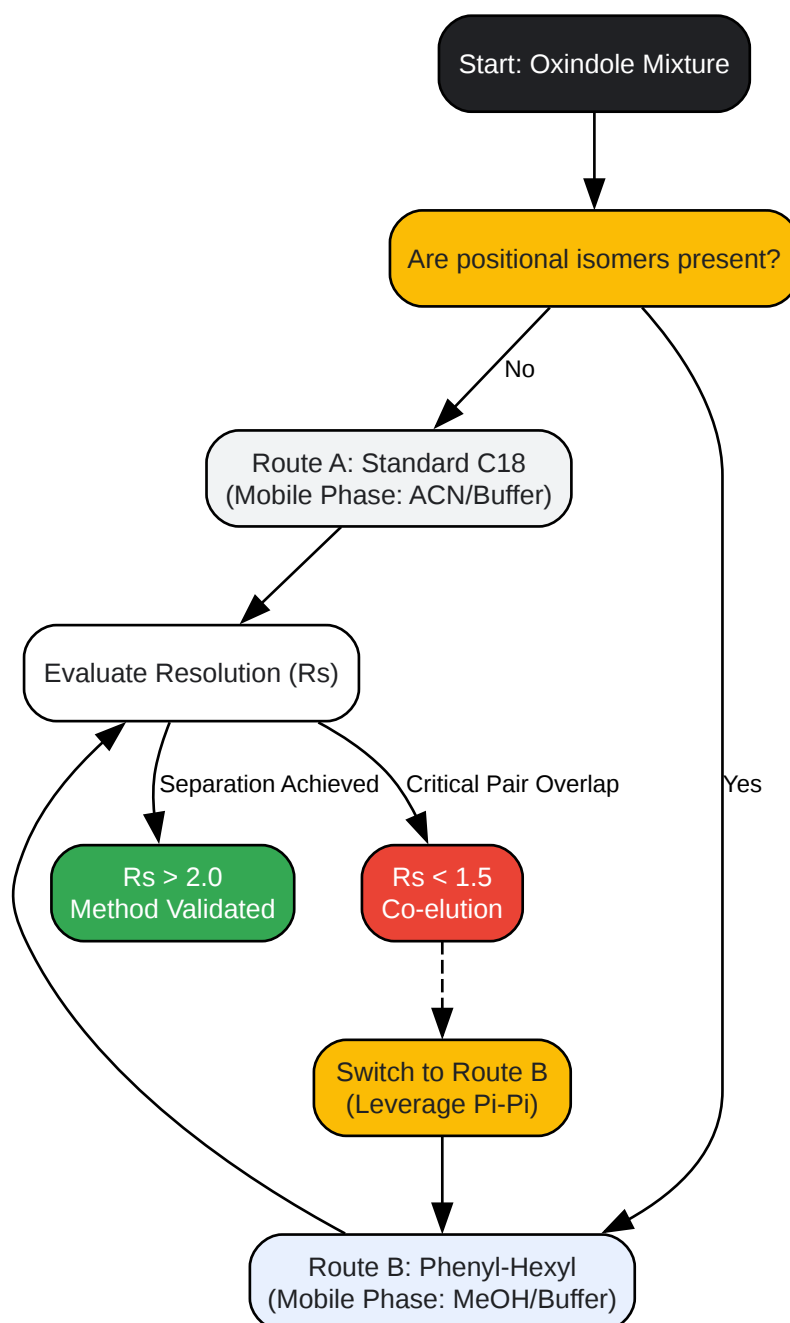 Start: Oxindole Mixture
Are positional isomers present?
No
Route A: Standard C18
(Mobile Phase: ACN/Buffer)
Evaluate Resolution (Rs)
Separation Achieved
Critical Pair Overlap
Yes
Rs > 2.0
Method Validated
Rs < 1.5
Co-elution
Switch to Route B
(Leverage Pi-Pi)
Route B: Phenyl-Hexyl
(Mobile Phase: MeOH/Buffer)